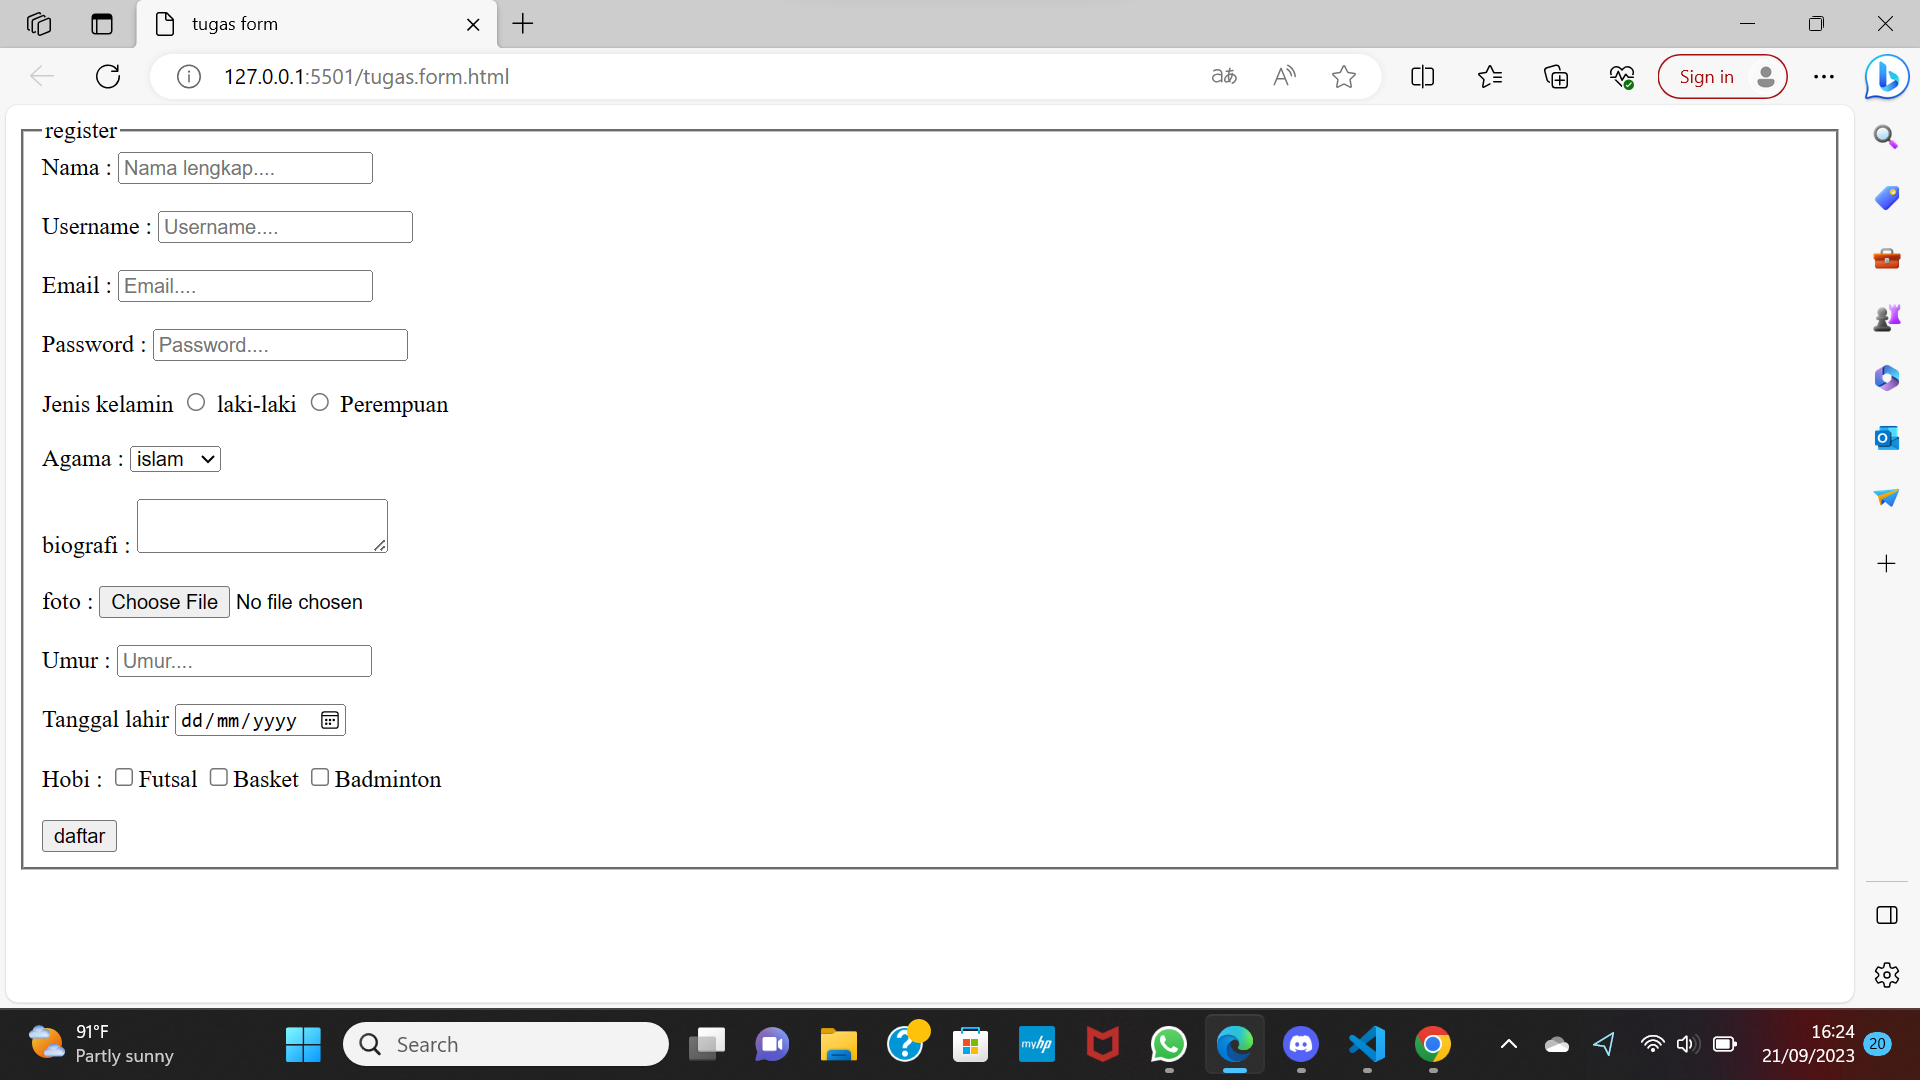 tugas form
127.0.0.1:5501/tugas.form.html
Sign in
register
Nama : Nama lengkap....
Username : Username....
Email : Email....
Password : Password....
Jenis kelamin laki-laki Perempuan
Agama : islam
biografi :
foto : Choose File No file chosen
Umur : Umur....
Tanggal lahir dd/mm/yyyy
Hobi : Futsal Basket Badminton
daftar
91°F
Partly sunny
Search
myhp
16:24
21/09/2023
20